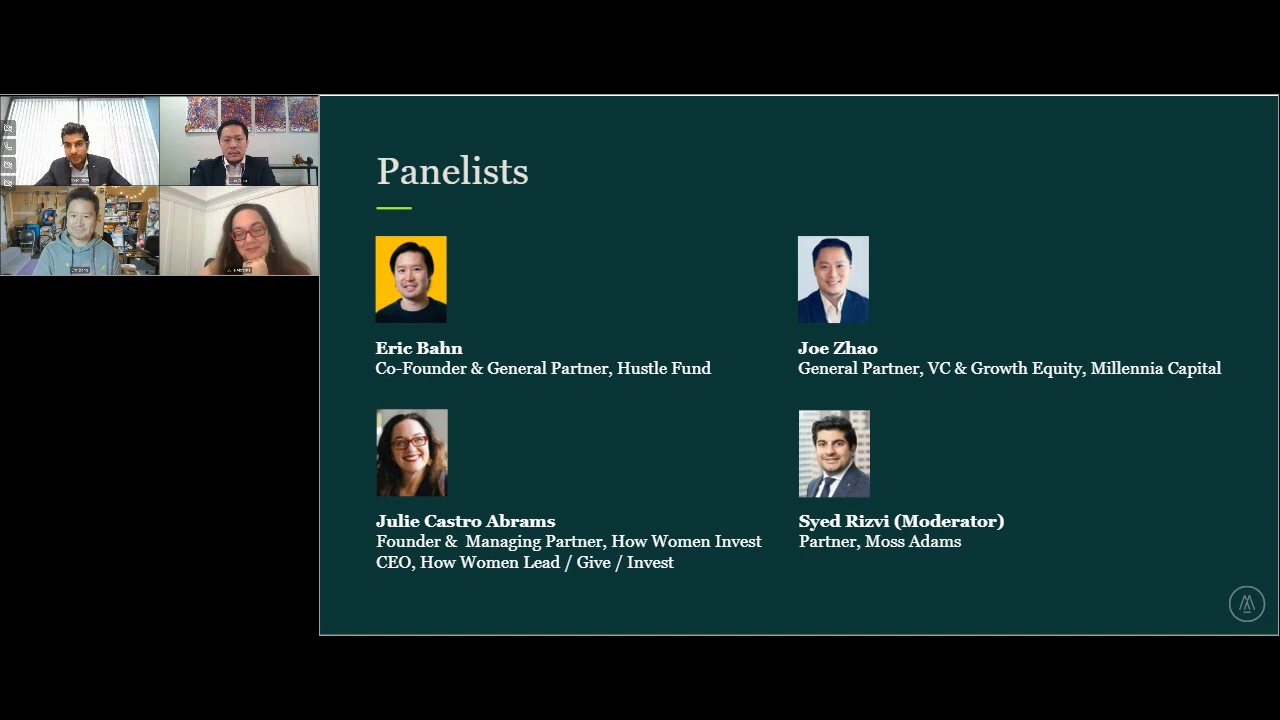 Panelists
Eric Bahn
Co-Founder & General Partner, Hustle Fund
Joe Zhao
General Partner, VC & Growth Equity, Millennia Capital
Julie Castro Abrams
Founder & Managing Partner, How Women Invest
CEO, How Women Lead / Give / Invest
Syed Rizvi (Moderator)
Partner, Moss Adams
Eric Bahn